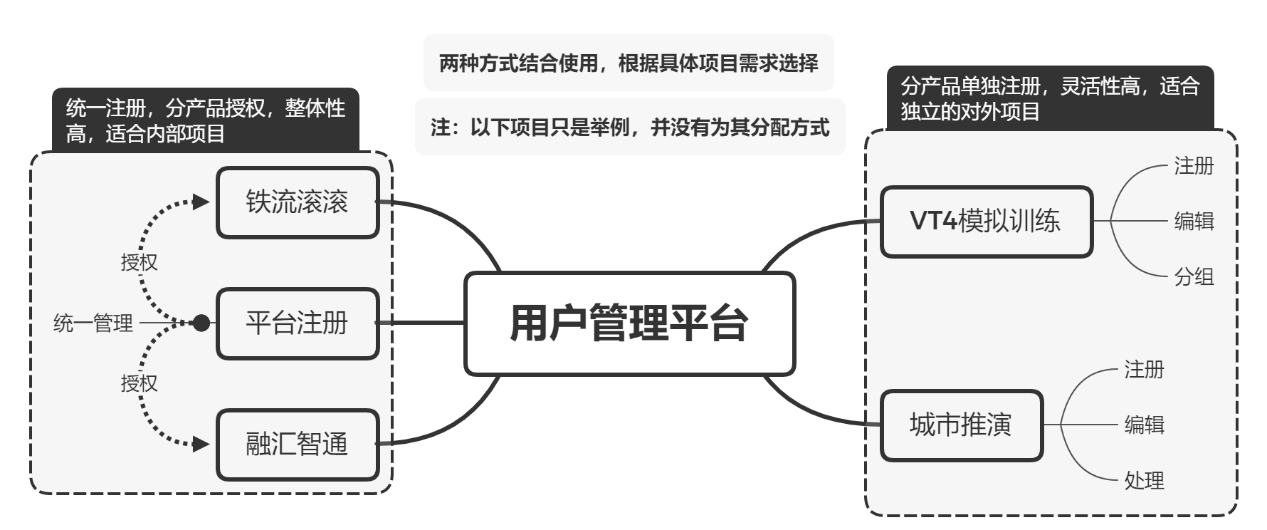 两种方式结合使用，根据具体项目需求选择
注：以下项目只是举例，并没有为其分配方式
统一注册，分产品授权，整体性
高，适合内部项目
铁流滚滚
授权
统一管理
平台注册
授权
融汇智通
用户管理平台
分产品单独注册，灵活性高，适合
独立的对外项目
VT4模拟训练
注册
编辑
分组
城市推演
注册
编辑
处理